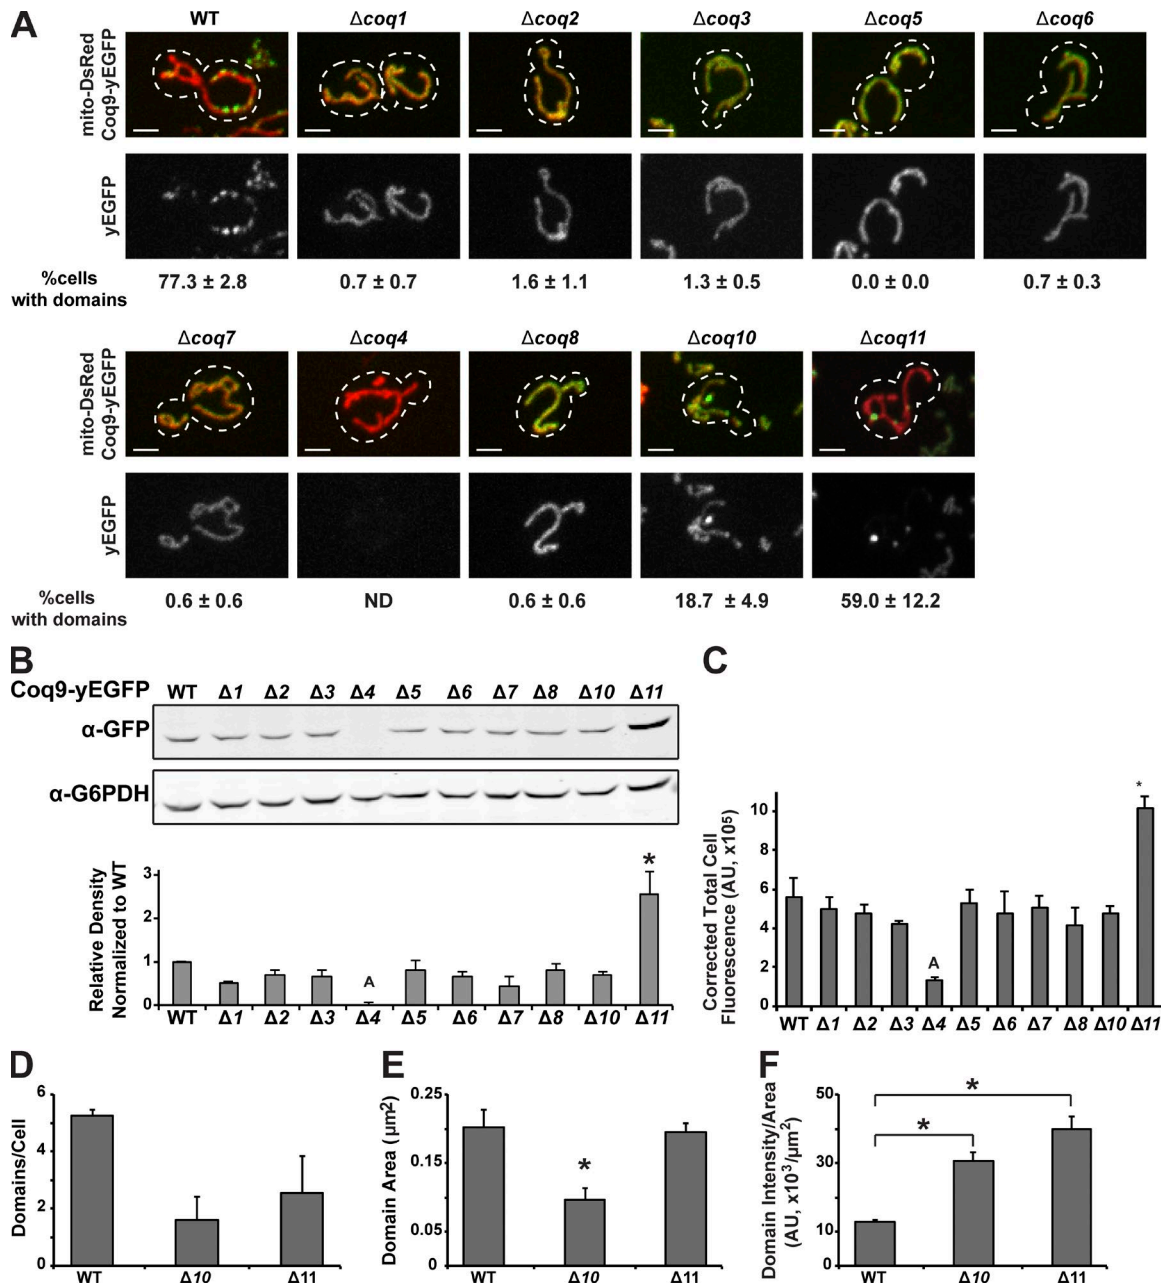 A
WT Δcoq1 Δcoq2 Δcoq3 Δcoq5 Δcoq6
mito-DsRed
Coq9-yEGFP
yEGFP
%cells
with domains
77.3 ± 2.8 0.7 ± 0.7 1.6 ± 1.1 1.3 ± 0.5 0.0 ± 0.0 0.7 ± 0.3
Δcoq7 Δcoq4 Δcoq8 Δcoq10 Δcoq11
mito-DsRed
Coq9-yEGFP
yEGFP
%cells
with domains
0.6 ± 0.6 ND 0.6 ± 0.6 18.7 ± 4.9 59.0 ± 12.2
B
Coq9-yEGFP WT Δ1 Δ2 Δ3 Δ4 Δ5 Δ6 Δ7 Δ8 Δ10 Δ11
α-GFP
α-G6PDH
Relative Density
Normalized to WT
3
2
1
0
A
*
WT Δ1 Δ2 Δ3 Δ4 Δ5 Δ6 Δ7 Δ8 Δ10 Δ11
C
Corrected Total Cell
Fluorescence (AU, x10⁵)
10
8
6
4
2
0
A
*
WT Δ1 Δ2 Δ3 Δ4 Δ5 Δ6 Δ7 Δ8 Δ10 Δ11
D
Domains/Cell
6
4
2
0
WT Δ10 Δ11
E
Domain Area (μm²)
0.25
0.15
0.05
0
*
WT Δ10 Δ11
F
Domain Intensity/Area
(AU, x10³/μm²)
50
30
10
0
*
*
WT Δ10 Δ11